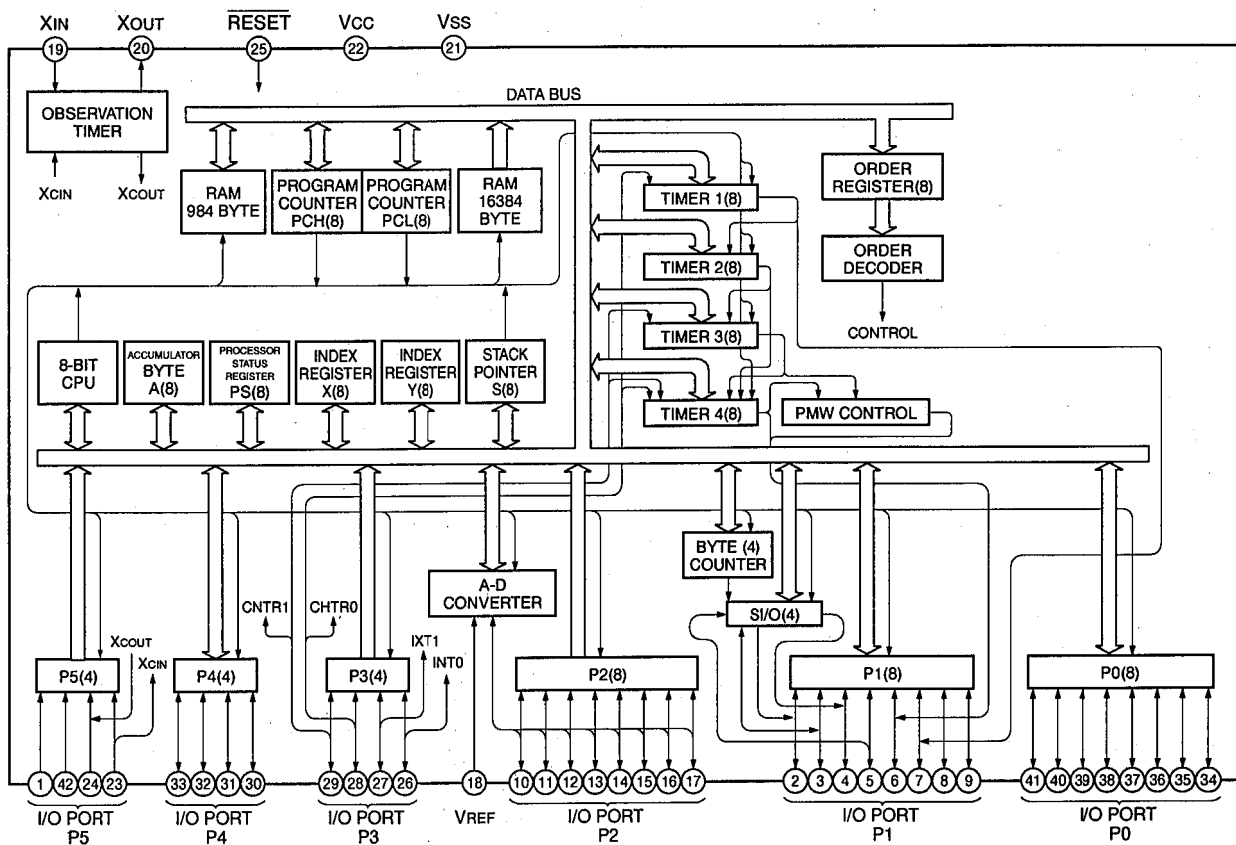 XIN
XOUT
RESET
VCC
VSS
19
20
25
22
21
OBSERVATION
TIMER
XCIN
XCOUT
DATA BUS
RAM
984 BYTE
PROGRAM
COUNTER
PCH(8)
PROGRAM
COUNTER
PCL(8)
RAM
16384
BYTE
TIMER 1(8)
TIMER 2(8)
TIMER 3(8)
TIMER 4(8)
ORDER
REGISTER(8)
ORDER
DECODER
CONTROL
PMW CONTROL
8-BIT
CPU
ACCUMULATOR
BYTE
A(8)
PROCESSOR
STATUS
REGISTER
PS(8)
INDEX
REGISTER
X(8)
INDEX
REGISTER
Y(8)
STACK
POINTER
S(8)
BYTE (4)
COUNTER
A-D
CONVERTER
SI/O(4)
CNTR1
CHTR0
IXT1
INT0
XCOUT
XCIN
P5(4)
P4(4)
P3(4)
P2(8)
P1(8)
P0(8)
1 42 24 23
33 32 31 30
29 28 27 26
18
10 11 12 13 14 15 16 17
2 3 4 5 6 7 8 9
41 40 39 38 37 36 35 34
I/O PORT
P5
I/O PORT
P4
I/O PORT
P3
VREF
I/O PORT
P2
I/O PORT
P1
I/O PORT
P0